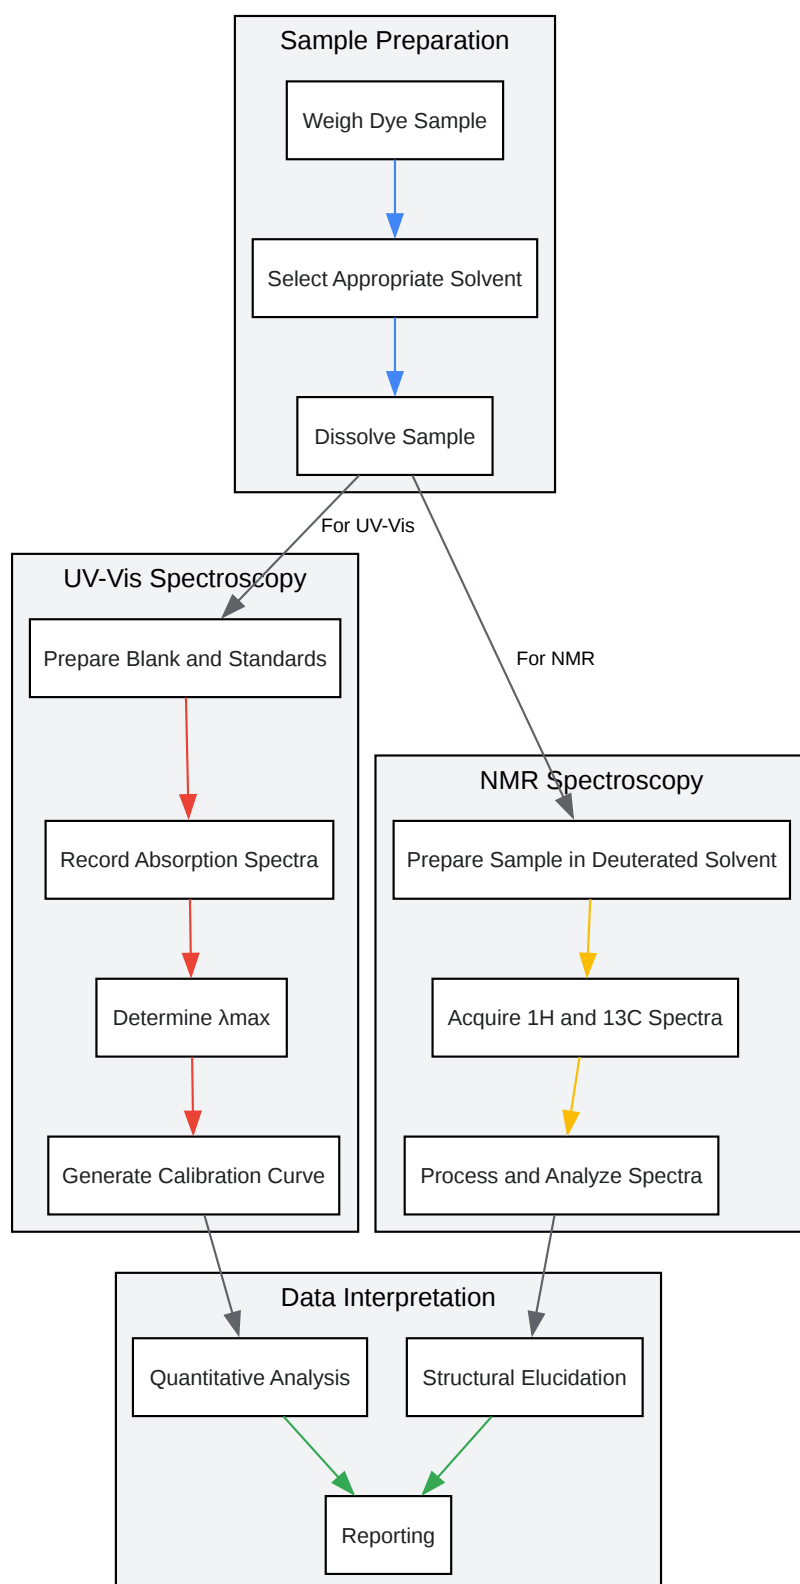 Sample Preparation
Weigh Dye Sample
Select Appropriate Solvent
Dissolve Sample
For UV-Vis
UV-Vis Spectroscopy
Prepare Blank and Standards
For NMR
NMR Spectroscopy
Record Absorption Spectra
Prepare Sample in Deuterated Solvent
Determine λmax
Acquire 1H and 13C Spectra
Generate Calibration Curve
Process and Analyze Spectra
Data Interpretation
Quantitative Analysis
Structural Elucidation
Reporting